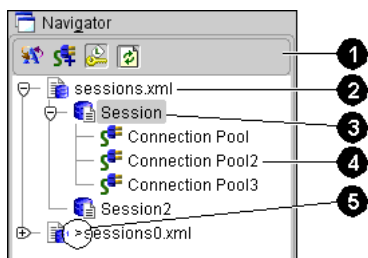 Navigator
1
sessions.xml
2
Session
3
Connection Pool
Connection Pool2
4
Connection Pool3
5
Session2
>sessions0.xml